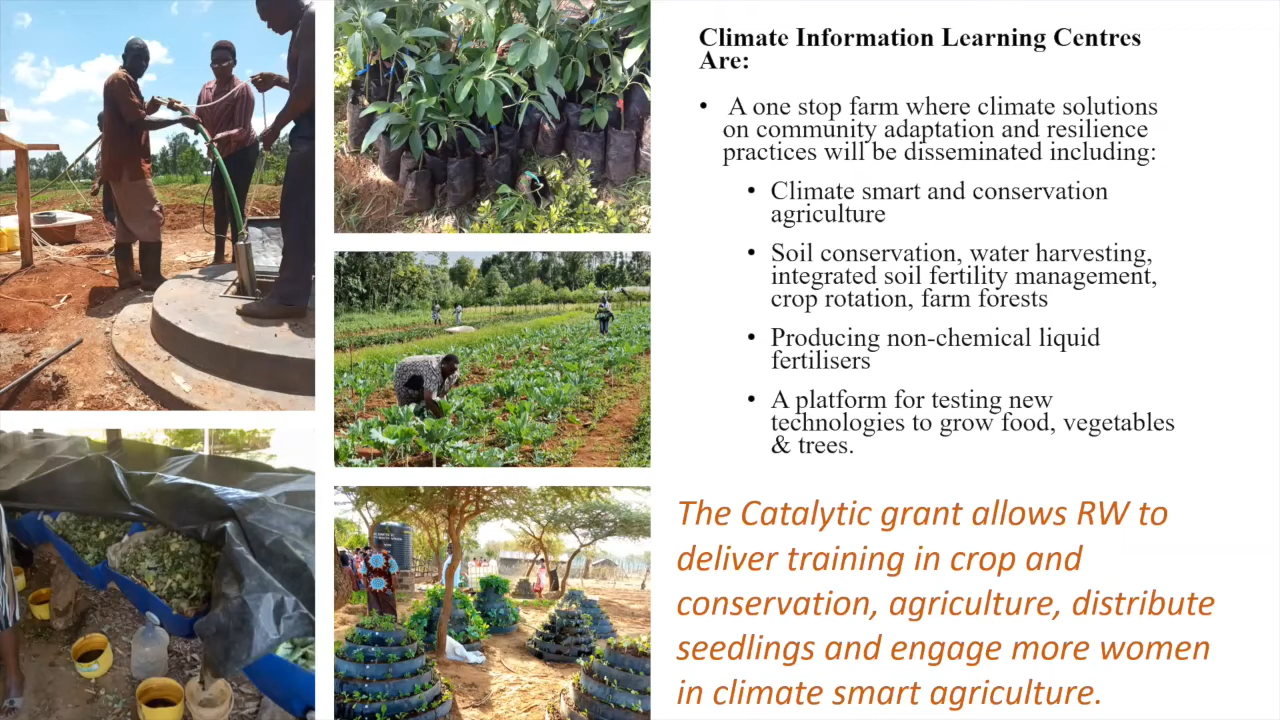 Climate Information Learning Centres
Are:
• A one stop farm where climate solutions
on community adaptation and resilience
practices will be disseminated including:
• Climate smart and conservation
agriculture
• Soil conservation, water harvesting,
integrated soil fertility management,
crop rotation, farm forests
• Producing non-chemical liquid
fertilisers
• A platform for testing new
technologies to grow food, vegetables
& trees.
The Catalytic grant allows RW to
deliver training in crop and
conservation, agriculture, distribute
seedlings and engage more women
in climate smart agriculture.